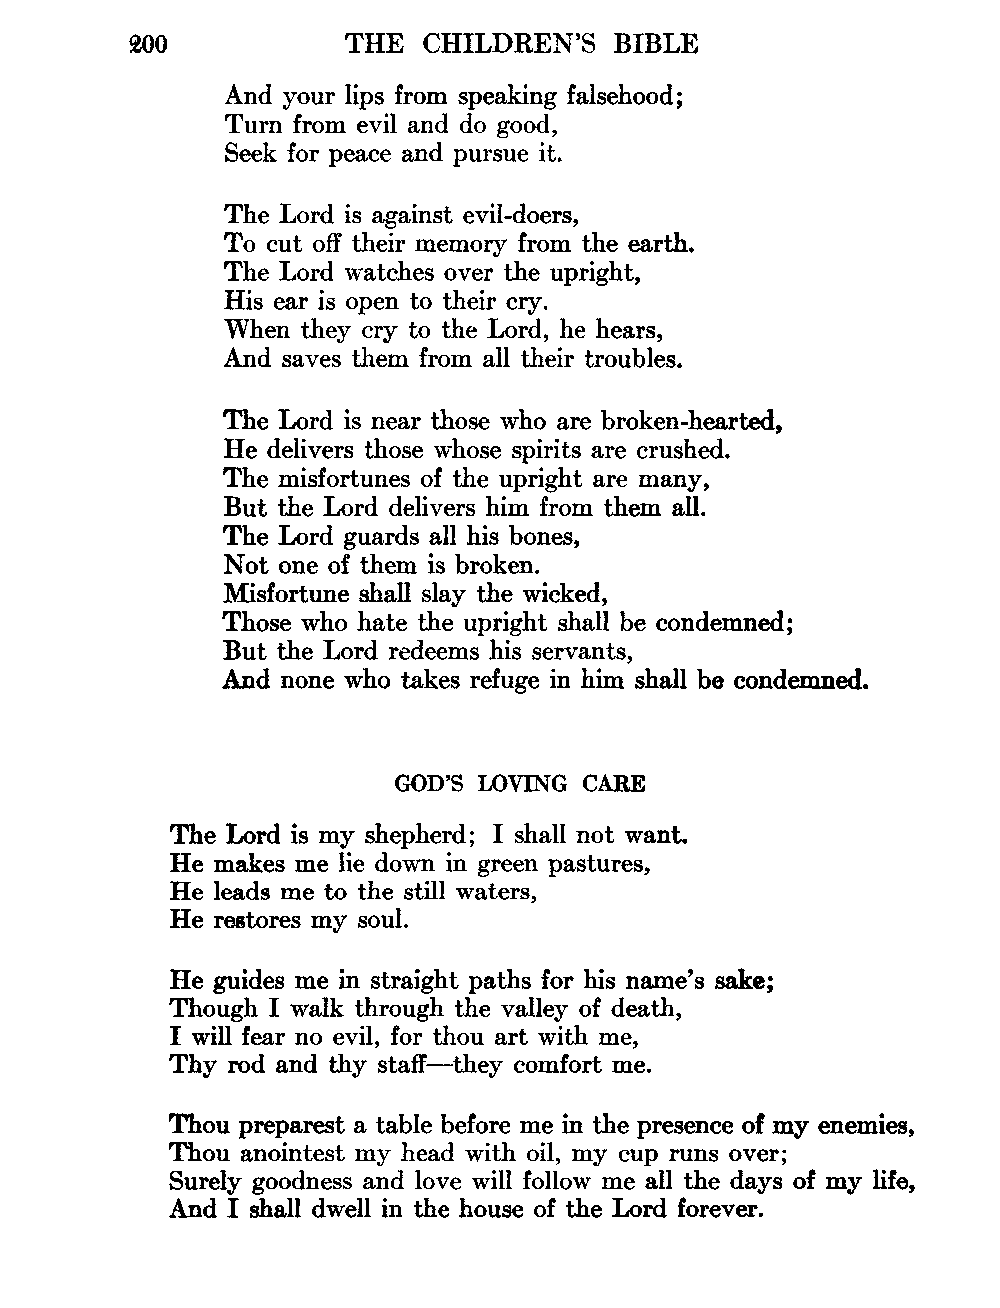 200 THE CHILDREN'S BIBLE
And your lips from speaking falsehood;
Turn from evil and do good,
Seek for peace and pursue it.
The Lord is against evil-doers,
To cut off their memory from the earth.
The Lord watches over the upright,
His ear is open to their cry.
When they cry to the Lord, he hears,
And saves them from all their troubles.
The Lord is near those who are broken-hearted,
He delivers those whose spirits are crushed.
The misfortunes of the upright are many,
But the Lord delivers him from them all.
The Lord guards all his bones,
Not one of them is broken.
Misfortune shall slay the wicked,
Those who hate the upright shall be condemned;
But the Lord redeems his servants,
And none who takes refuge in him shall be condemned.
GOD'S LOVING CARE
The Lord is my shepherd; I shall not want.
He makes me lie down in green pastures,
He leads me to the still waters,
He restores my soul.
He guides me in straight paths for his name's sake;
Though I walk through the valley of death,
I will fear no evil, for thou art with me,
Thy rod and thy staff—they comfort me.
Thou preparest a table before me in the presence of my enemies,
Thou anointest my head with oil, my cup runs over;
Surely goodness and love will follow me all the days of my life,
And I shall dwell in the house of the Lord forever.